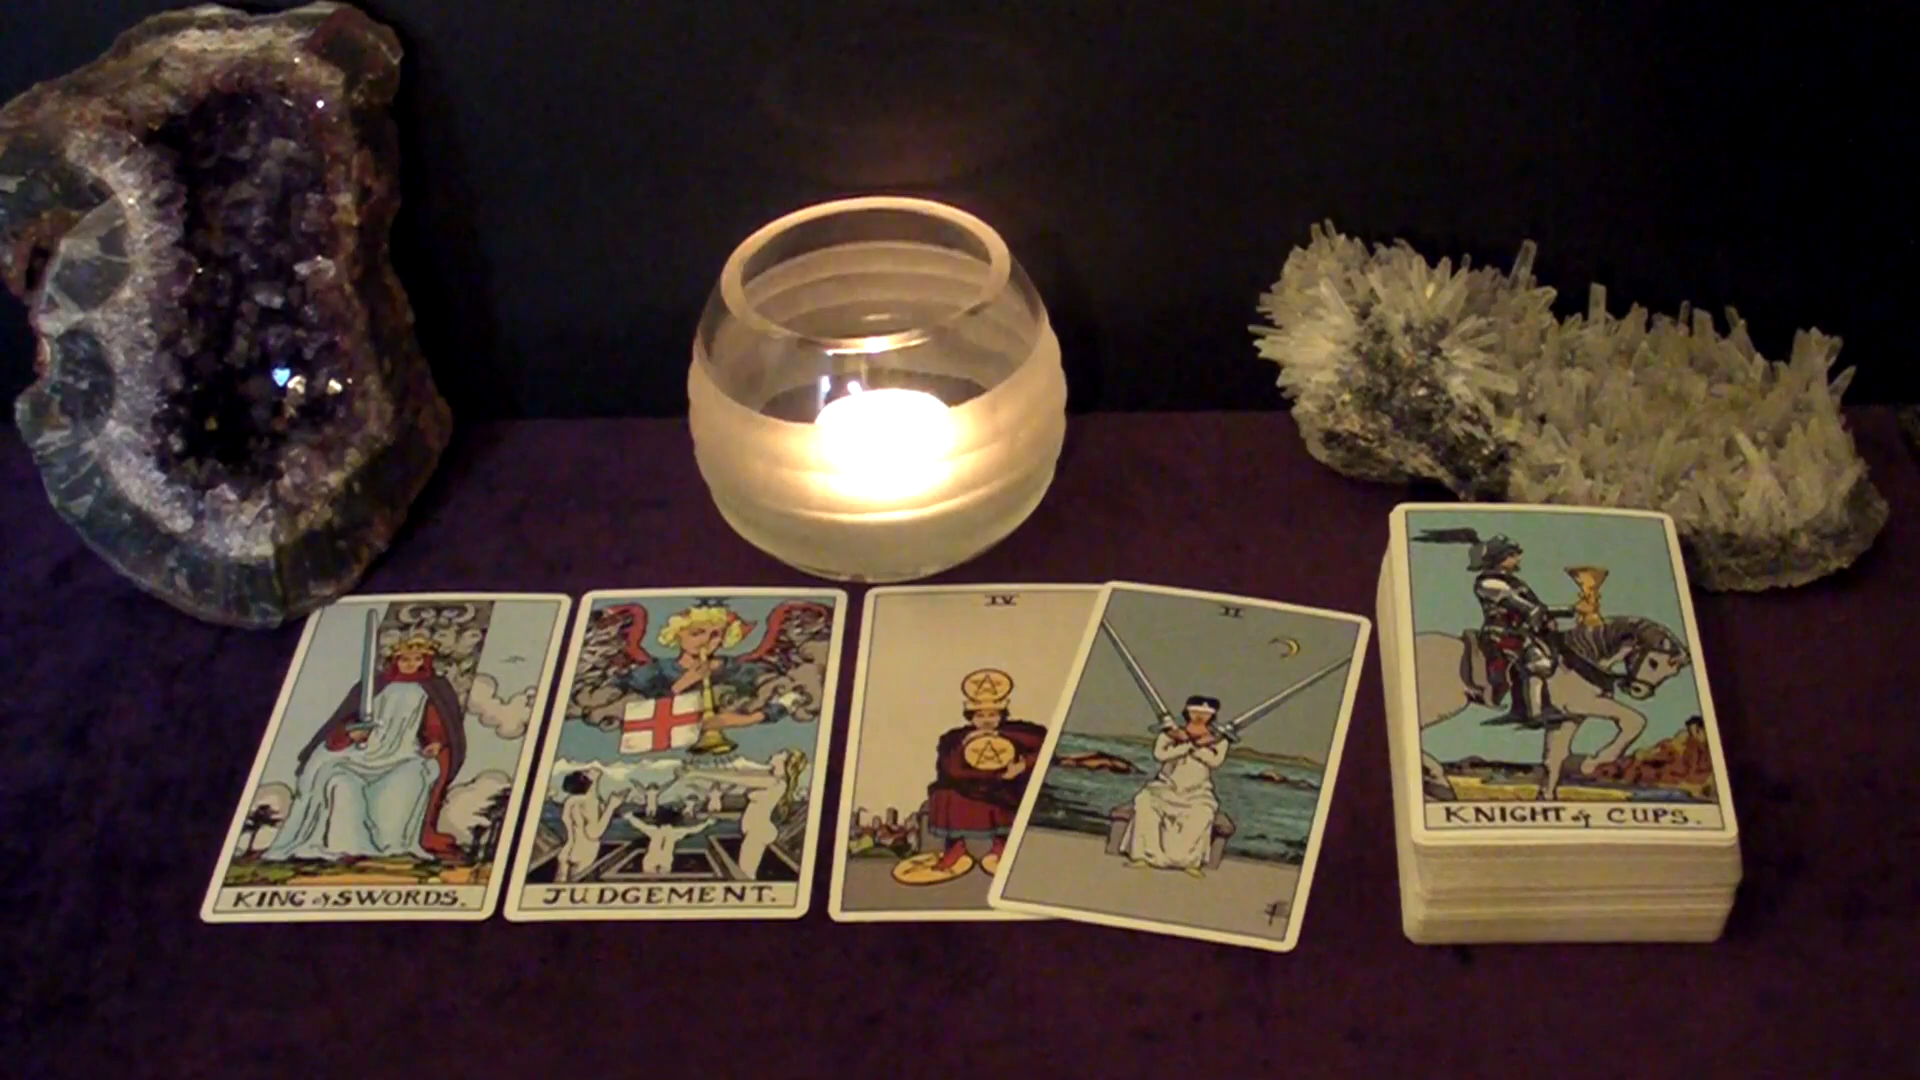 KING of SWORDS.
JUDGEMENT.
IV
II
KNIGHT of CUPS.